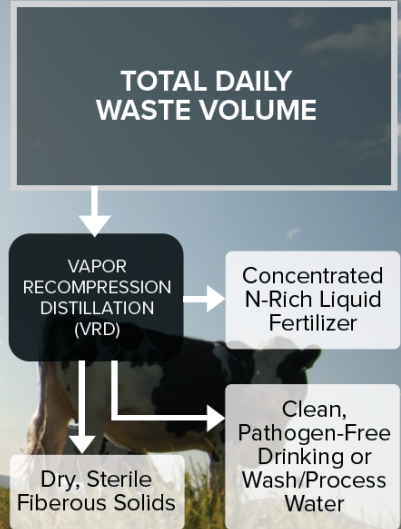 TOTAL DAILY
WASTE VOLUME
VAPOR
RECOMPRESSION
DISTILLATION
(VRD)
Concentrated
N-Rich Liquid
Fertilizer
Clean,
Pathogen-Free
Drinking or
Wash/Process
Water
Dry, Sterile
Fiberous Solids